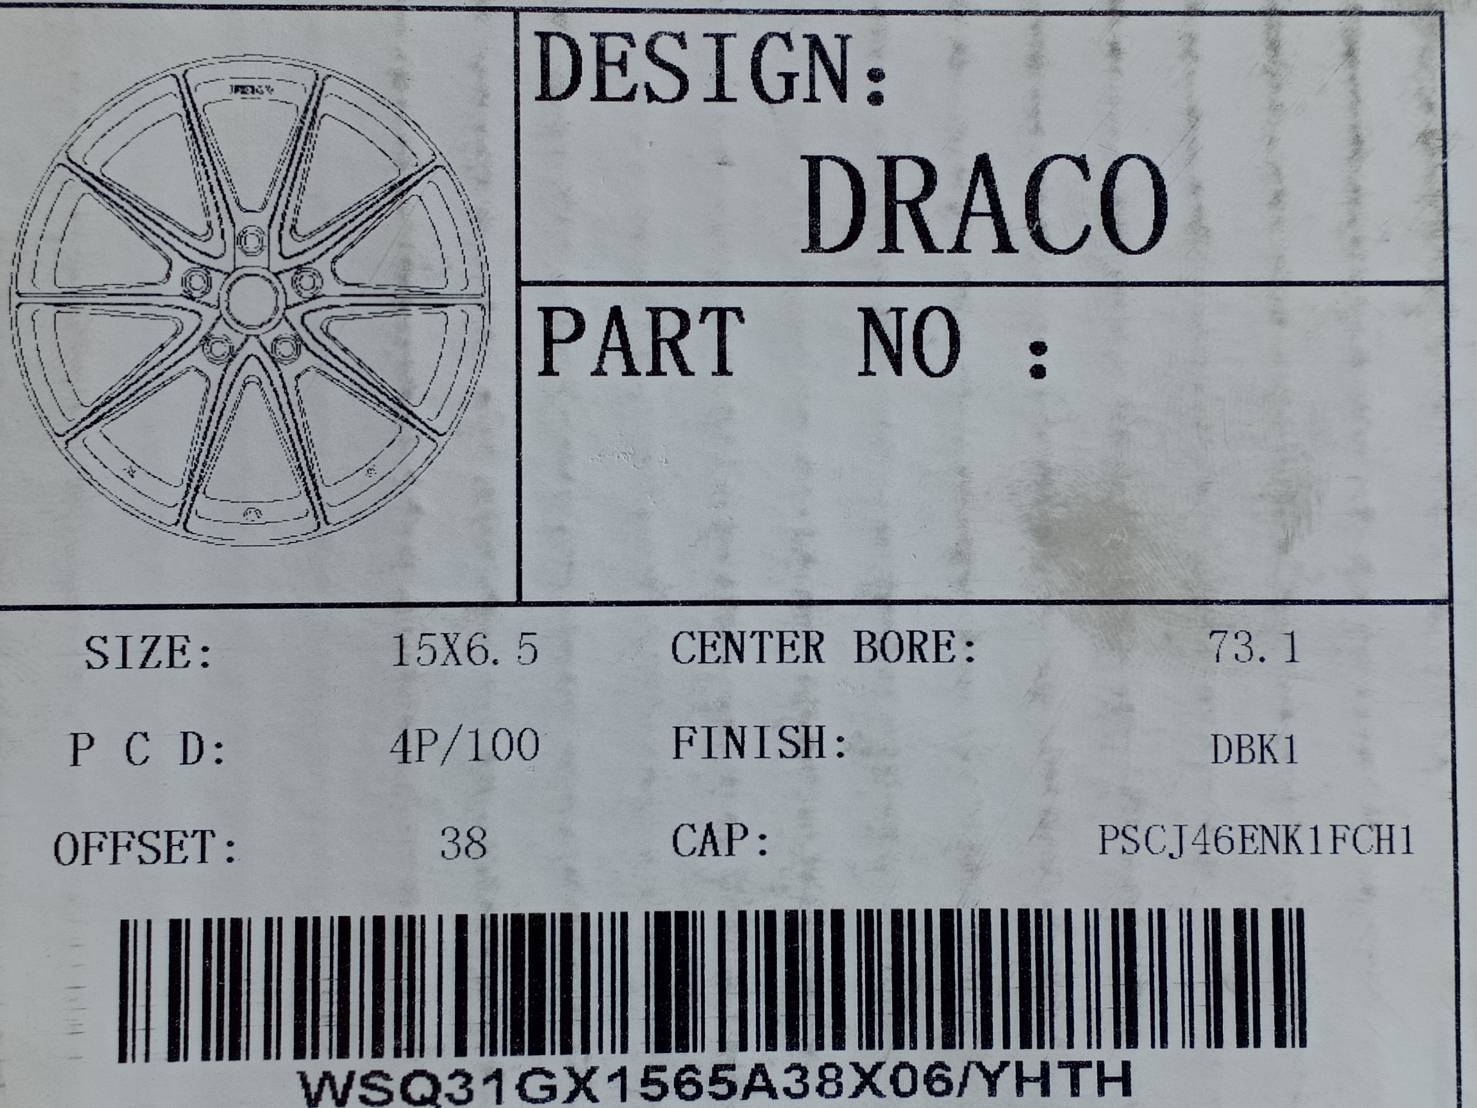 DESIGN:
DRACO
PART NO :
SIZE: 15X6.5 CENTER BORE: 73.1
P C D: 4P/100 FINISH: DBK1
OFFSET: 38 CAP: PSCJ46ENK1FCH1
WSQ31GX1565A38X06/YHTH